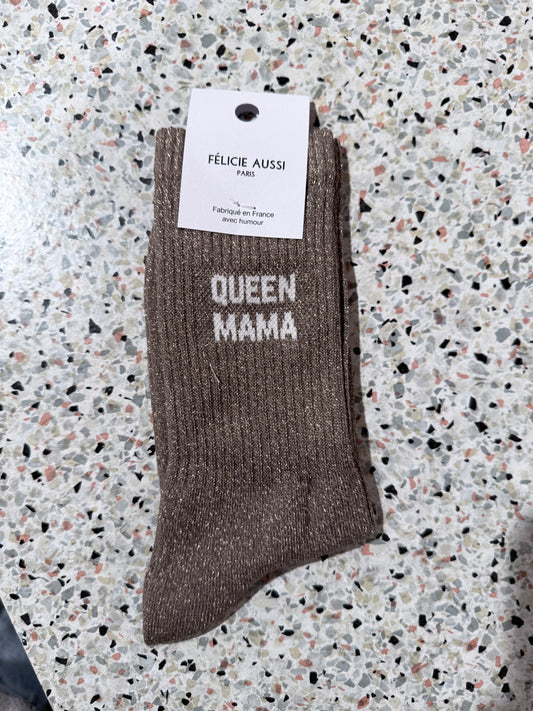 FÉLICIE AUSSI
PARIS
Fabriqué en France
avec humour
QUEEN
MAMA